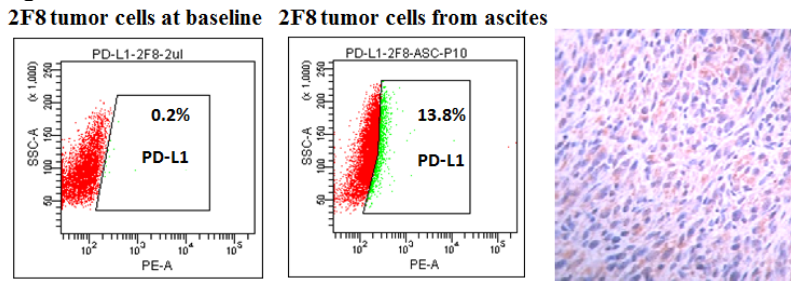 2F8 tumor cells at baseline
2F8 tumor cells from ascites
PD-L1-2F8-2ul
SSC-A
(x 1,000)
250
200
150
100
50
0.2%
PD-L1
10² 10³ 10⁴ 10⁵
PE-A
PD-L1-2F8-ASC-P10
SSC-A
(x 1,000)
250
200
150
100
50
13.8%
PD-L1
10² 10³ 10⁴ 10⁵
PE-A